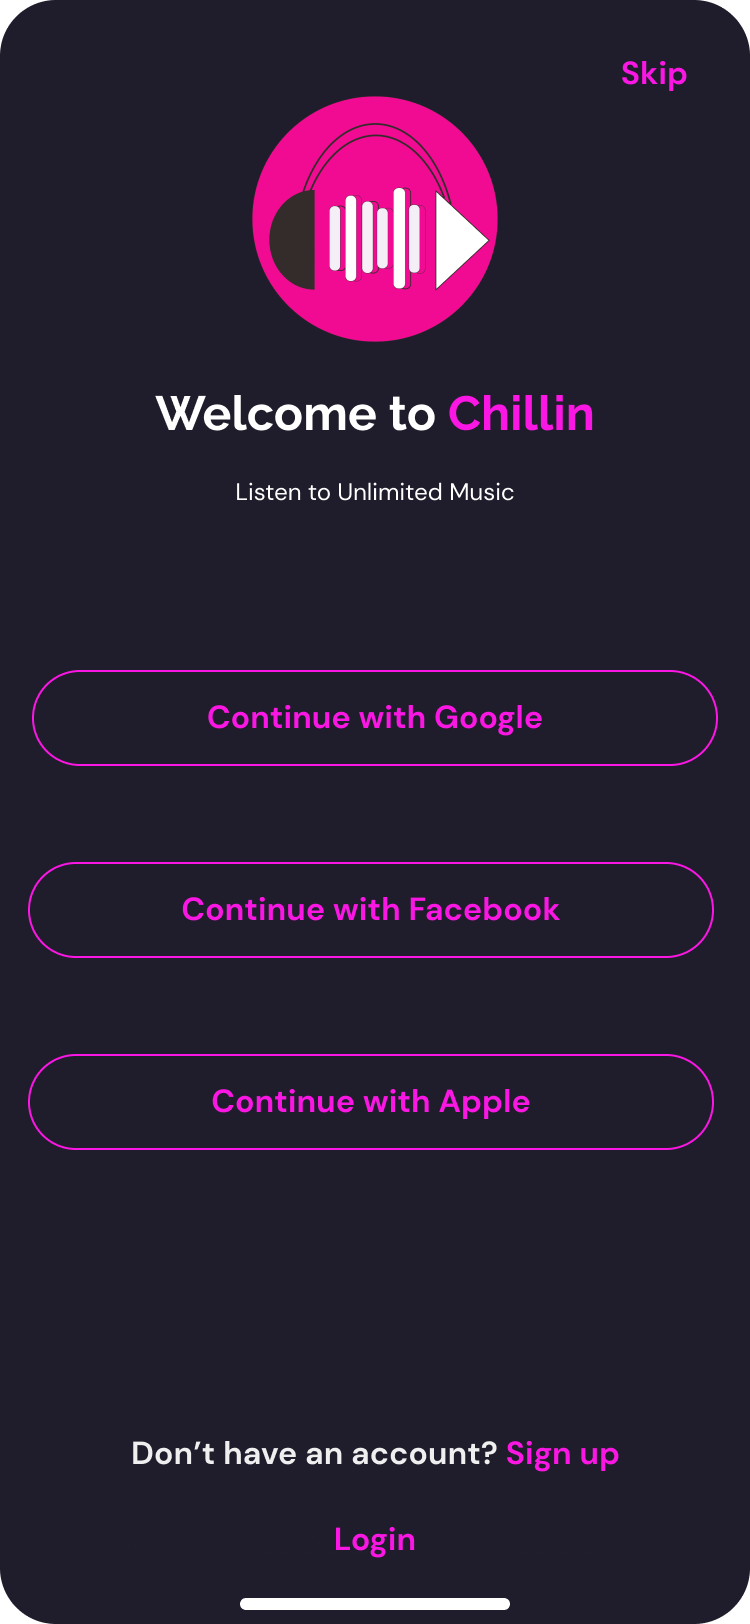 Skip
Welcome to Chillin
Listen to Unlimited Music
Continue with Google
Continue with Facebook
Continue with Apple
Don’t have an account? Sign up
Login